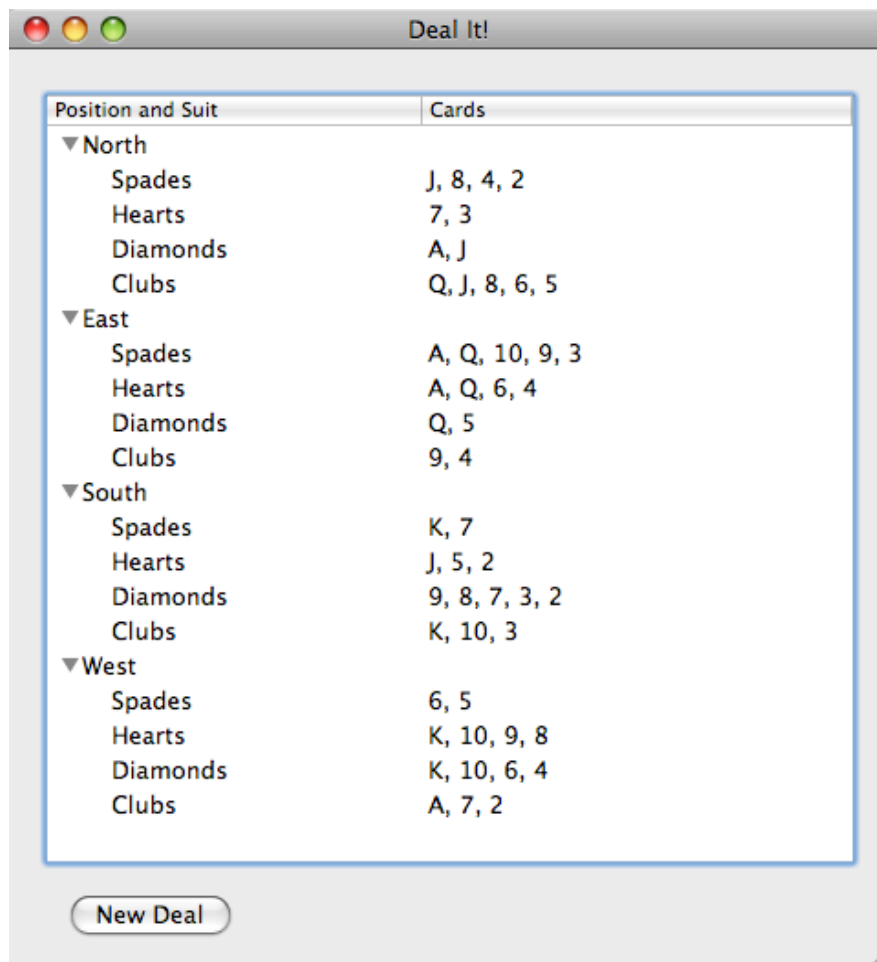 Deal It!
Position and Suit Cards
North
Spades J, 8, 4, 2
Hearts 7, 3
Diamonds A, J
Clubs Q, J, 8, 6, 5
East
Spades A, Q, 10, 9, 3
Hearts A, Q, 6, 4
Diamonds Q, 5
Clubs 9, 4
South
Spades K, 7
Hearts J, 5, 2
Diamonds 9, 8, 7, 3, 2
Clubs K, 10, 3
West
Spades 6, 5
Hearts K, 10, 9, 8
Diamonds K, 10, 6, 4
Clubs A, 7, 2
New Deal